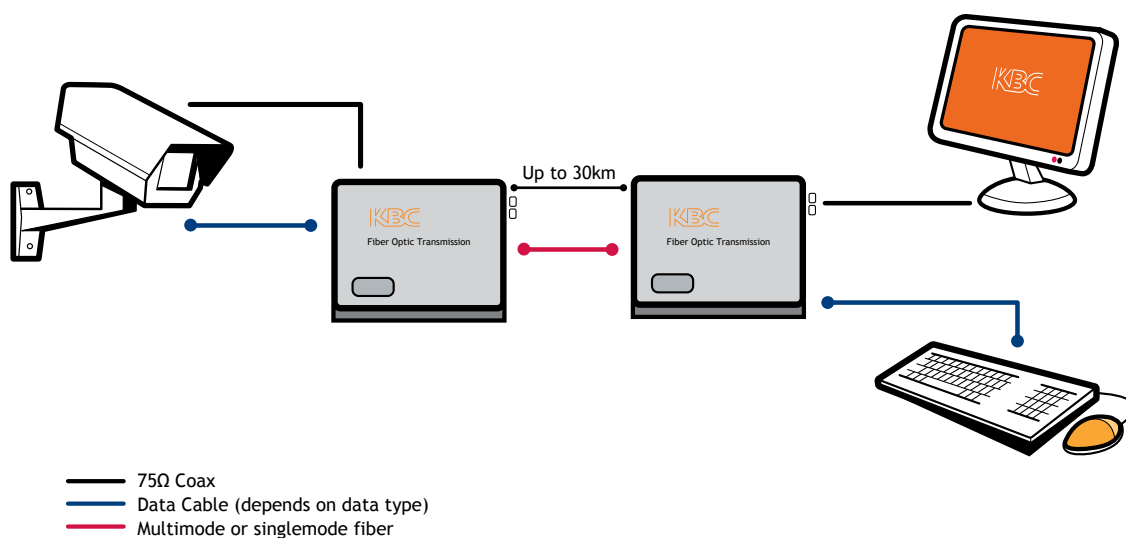 KBC
Up to 30km
KBC
Fiber Optic Transmission
KBC
Fiber Optic Transmission
75Ω Coax
Data Cable (depends on data type)
Multimode or singlemode fiber